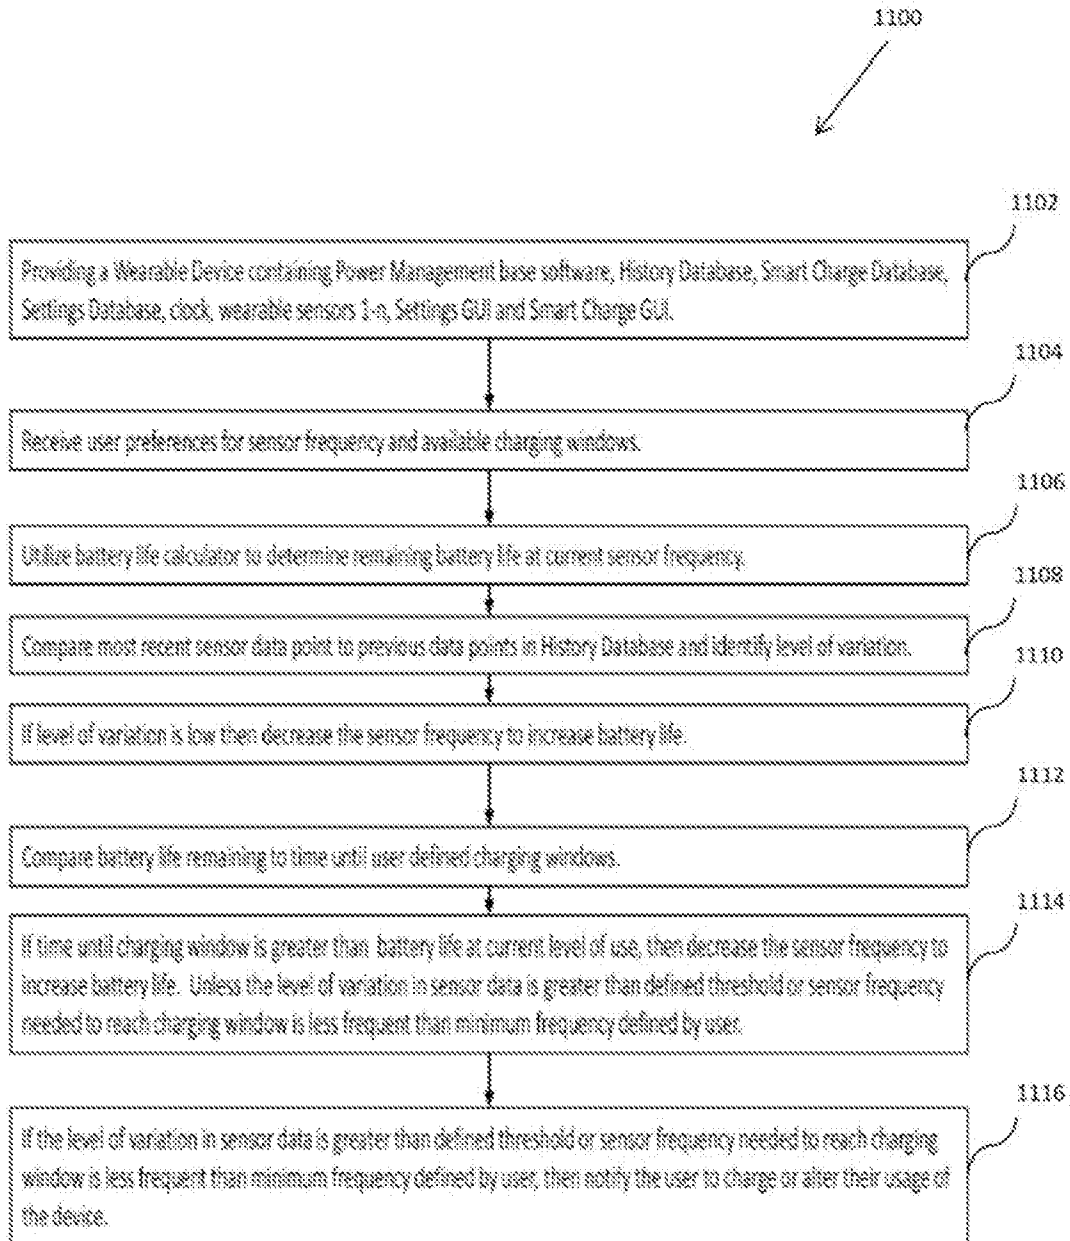 1100
1102
Providing a Wearable Device containing Power Management base software, History Database, Smart Charge Database,
Settings Database, clock, wearable sensors 1-n, Settings GUI and Smart Charge GUI.
1104
Receive user preferences for sensor frequency and available charging windows.
1106
Utilize battery life calculator to determine remaining battery life at current sensor frequency.
1108
Compare most recent sensor data point to previous data points in History Database and identify level of variation.
1110
If level of variation is low then decrease the sensor frequency to increase battery life.
1112
Compare battery life remaining to time until user defined charging windows.
1114
If time until charging window is greater than battery life at current level of use, then decrease the sensor frequency to
increase battery life. Unless the level of variation in sensor data is greater than defined threshold or sensor frequency
needed to reach charging window is less frequent than minimum frequency defined by user.
1116
If the level of variation in sensor data is greater than defined threshold or sensor frequency needed to reach charging
window is less frequent than minimum frequency defined by user, then notify the user to charge or alter their usage of
the device.